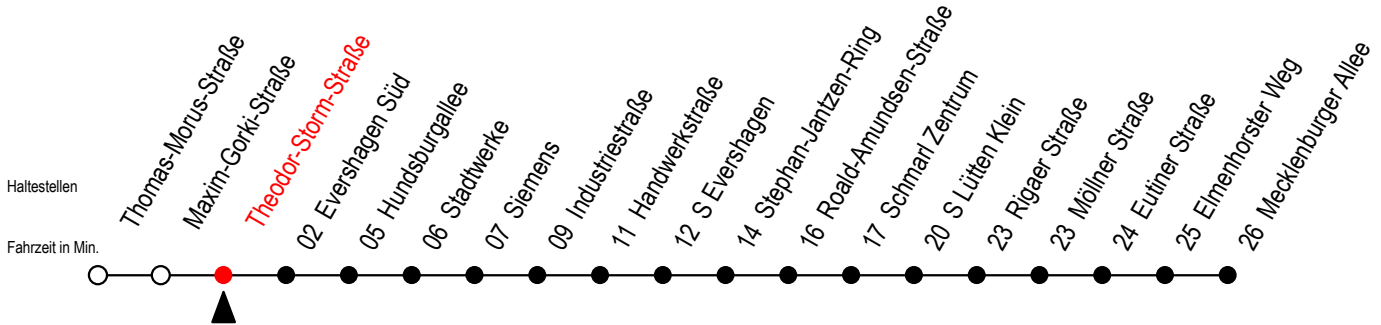 Haltestellen
Fahrzeit in Min.
Thomas-Morus-Straße
Maxim-Gorki-Straße
Theodor-Storm-Straße
02 Evershagen Süd
05 Hundsburgallee
06 Stadtwerke
07 Siemens
09 Industriestraße
11 Handwerkstraße
12 S Evershagen
14 Stephan-Jantzen-Ring
16 Roald-Amundsen-Straße
17 Schmarl Zentrum
20 S Lütten Klein
23 Rigaer Straße
23 Möllner Straße
24 Eutiner Straße
25 Elmenhorster Weg
26 Mecklenburger Allee